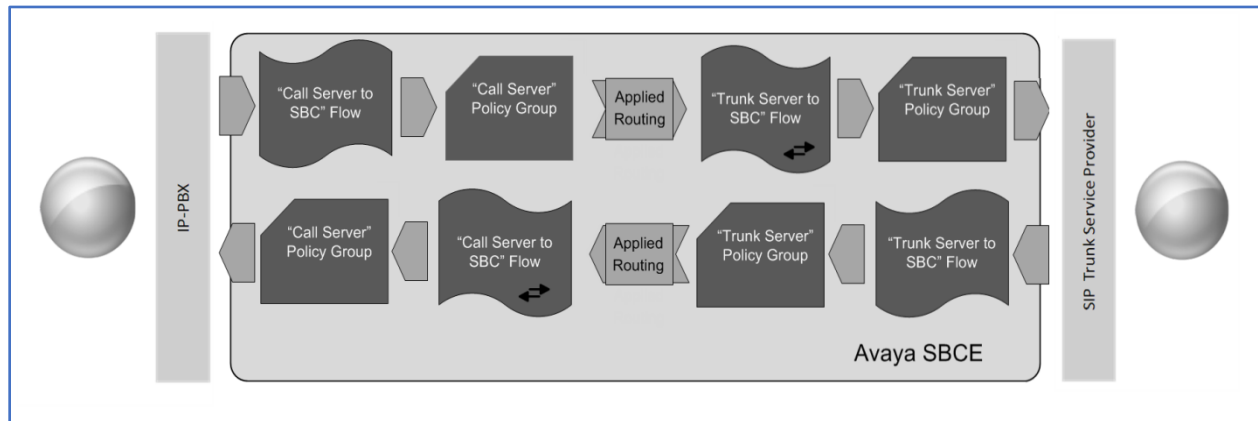 IP-PBX
“Call Server to
SBC” Flow
“Call Server”
Policy Group
Applied
Routing
“Trunk Server to
SBC” Flow
“Trunk Server”
Policy Group
“Call Server”
Policy Group
“Call Server to
SBC” Flow
Applied
Routing
“Trunk Server”
Policy Group
“Trunk Server to
SBC” Flow
Avaya SBCE
SIP Trunk Service Provider